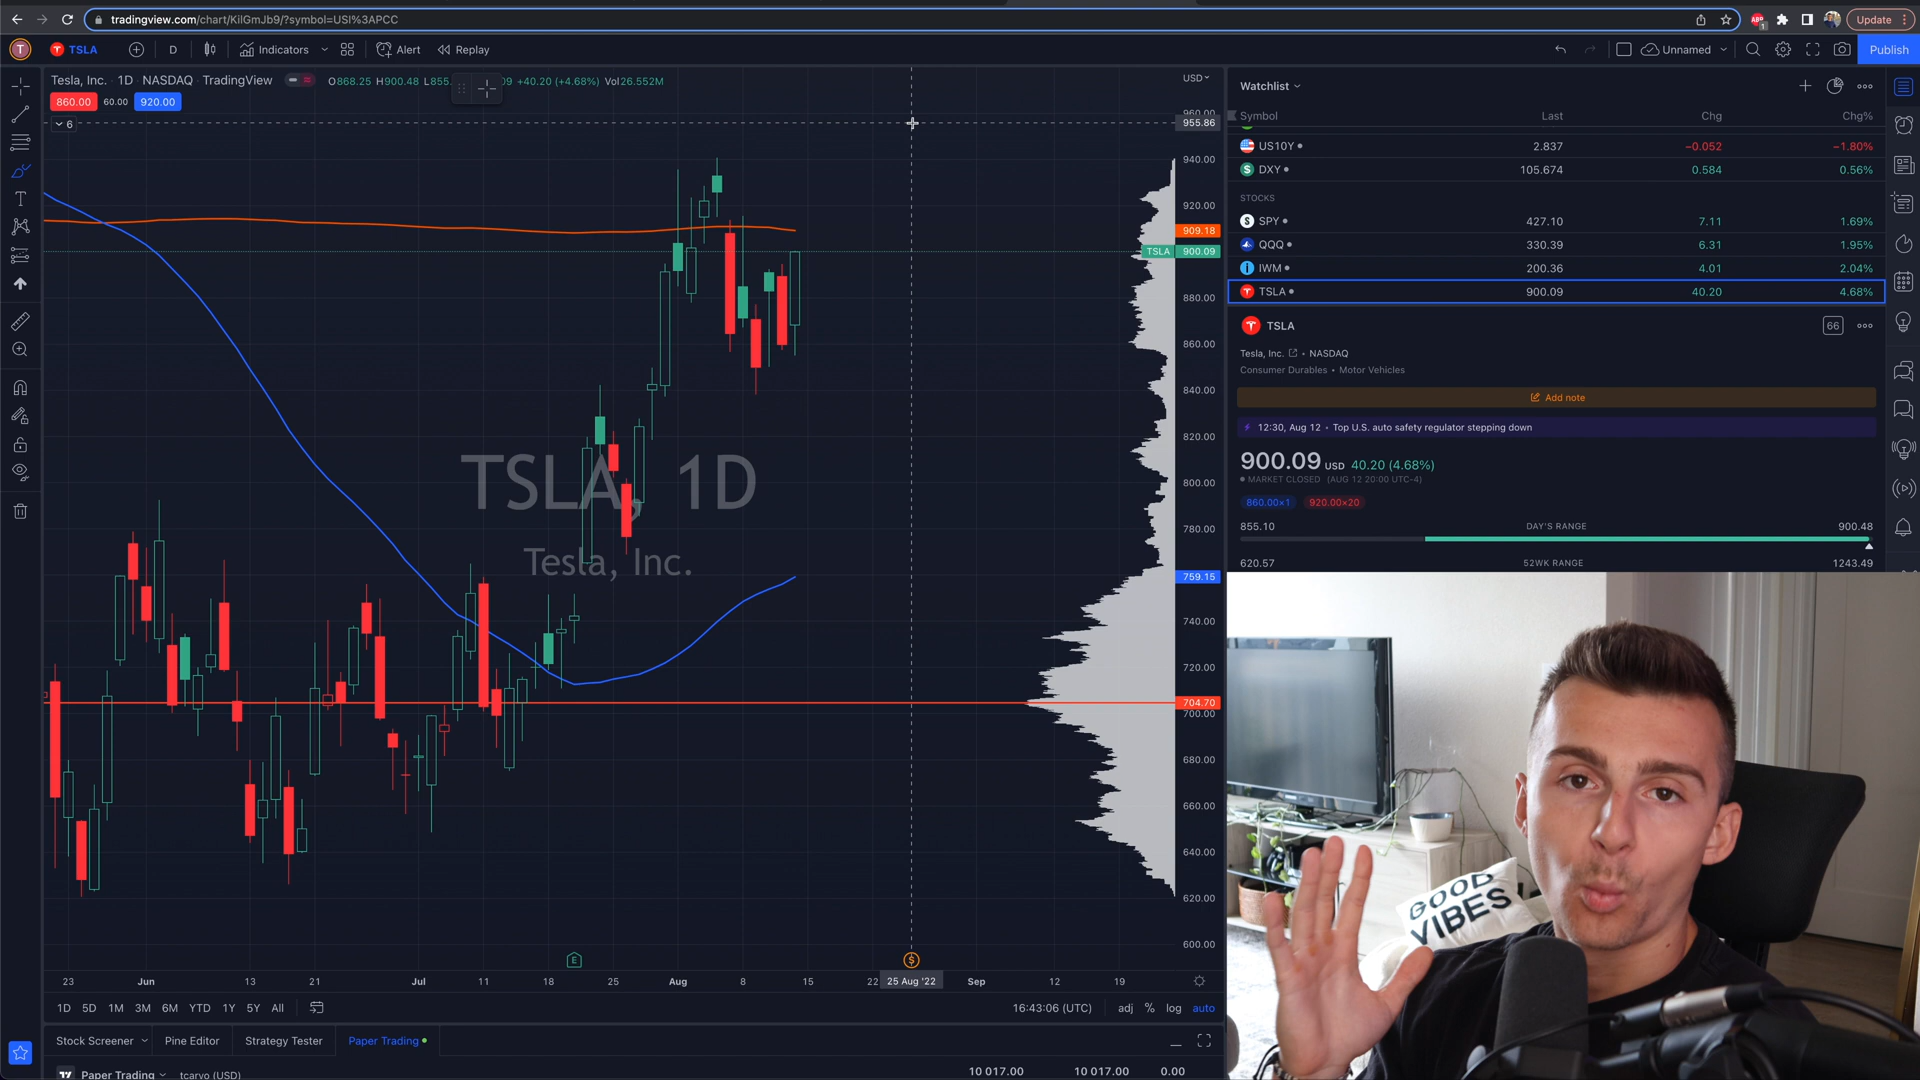 tradingview.com/chart/KilGmJb9/?symbol=USI%3APCC
Update
TSLA D Indicators Alert Replay Unnamed Publish
Tesla, Inc. · 1D · NASDAQ · TradingView O868.25 H900.48 L855. +40.20 (+4.68%) Vol26.552M
860.00 60.00 920.00
6
USD
960.00
955.86
940.00
920.00
909.18
TSLA 900.09
880.00
860.00
840.00
820.00
800.00
780.00
759.15
740.00
720.00
704.70
700.00
680.00
660.00
640.00
620.00
600.00
TSLA, 1D
Tesla, Inc.
E
$
23 Jun 13 21 Jul 11 18 25 Aug 8 15 22 25 Aug '22 Sep 12 19
1D 5D 1M 3M 6M YTD 1Y 5Y All 16:43:06 (UTC) adj % log auto
Stock Screener Pine Editor Strategy Tester Paper Trading
Paper Trading tcarvo (USD) 10 017.00 10 017.00 0.00
Watchlist
Symbol Last Chg Chg%
US10Y 2.837 −0.052 −1.80%
DXY 105.674 0.584 0.56%
STOCKS
SPY 427.10 7.11 1.69%
QQQ 330.39 6.31 1.95%
IWM 200.36 4.01 2.04%
TSLA 900.09 40.20 4.68%
TSLA 66
Tesla, Inc. • NASDAQ
Consumer Durables • Motor Vehicles
Add note
12:30, Aug 12 • Top U.S. auto safety regulator stepping down
900.09 USD 40.20 (4.68%)
MARKET CLOSED (AUG 12 20:00 UTC-4)
860.00×1 920.00×20
855.10 DAY'S RANGE 900.48
620.57 52WK RANGE 1243.49
GOOD
VIBES